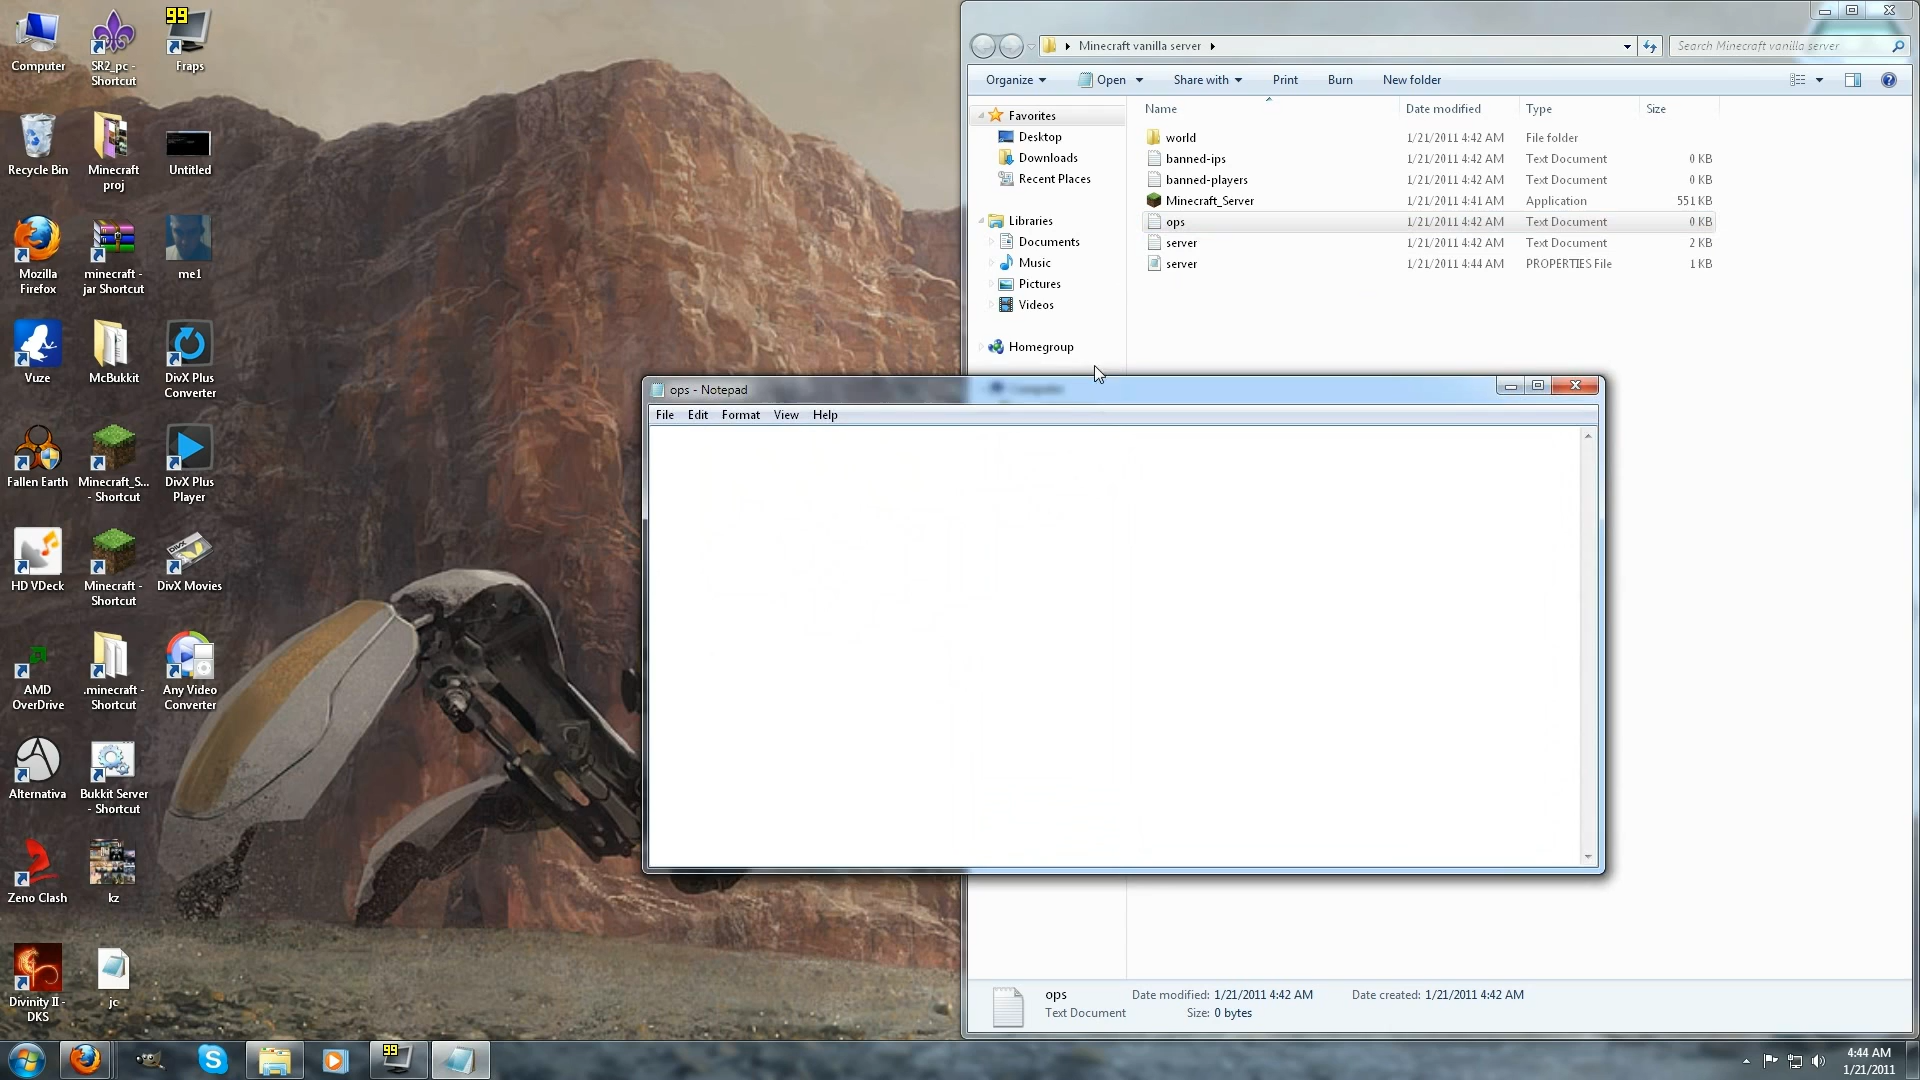 Computer
SR2_pc -
Shortcut
99
Fraps
Recycle Bin
Minecraft
proj
Untitled
Mozilla
Firefox
minecraft -
jar Shortcut
me1
Vuze
McBukkit
DivX Plus
Converter
Fallen Earth
Minecraft_S...
- Shortcut
DivX Plus
Player
HD VDeck
Minecraft -
Shortcut
DivX Movies
AMD
OverDrive
.minecraft -
Shortcut
Any Video
Converter
Alternativa
Bukkit Server
- Shortcut
Zeno Clash
kz
Divinity II -
DKS
jc
Minecraft vanilla server
Search Minecraft vanilla server
Organize Open Share with Print Burn New folder
Name Date modified Type Size
Favorites
Desktop
Downloads
Recent Places
Libraries
Documents
Music
Pictures
Videos
Homegroup
Computer
world 1/21/2011 4:42 AM File folder
banned-ips 1/21/2011 4:42 AM Text Document 0 KB
banned-players 1/21/2011 4:42 AM Text Document 0 KB
Minecraft_Server 1/21/2011 4:41 AM Application 551 KB
ops 1/21/2011 4:42 AM Text Document 0 KB
server 1/21/2011 4:42 AM Text Document 2 KB
server 1/21/2011 4:44 AM PROPERTIES File 1 KB
ops - Notepad
File Edit Format View Help
ops Date modified: 1/21/2011 4:42 AM Date created: 1/21/2011 4:42 AM
Text Document Size: 0 bytes
99
4:44 AM
1/21/2011